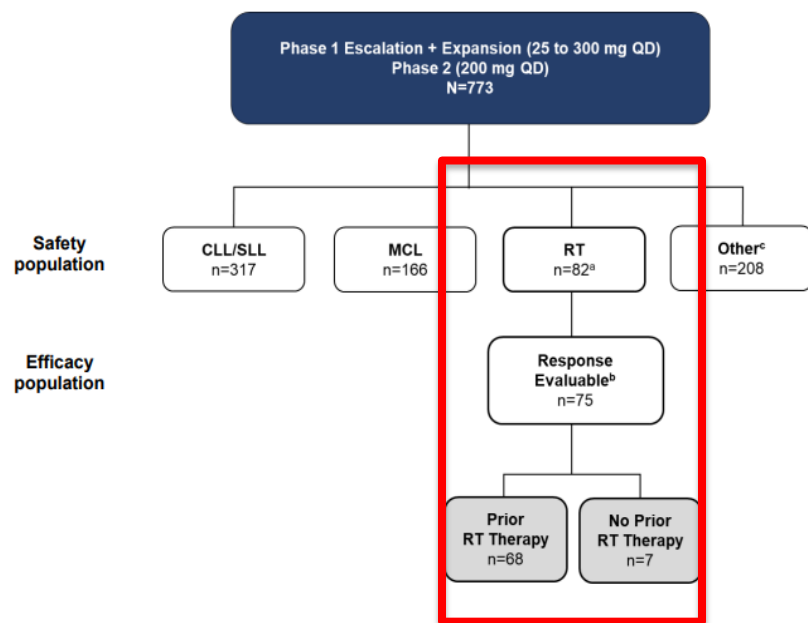 Phase 1 Escalation + Expansion (25 to 300 mg QD)
Phase 2 (200 mg QD)
N=773
Safety
population
CLL/SLL
n=317
MCL
n=166
RT
n=82ᵃ
Otherᶜ
n=208
Efficacy
population
Response
Evaluableᵇ
n=75
Prior
RT Therapy
n=68
No Prior
RT Therapy
n=7